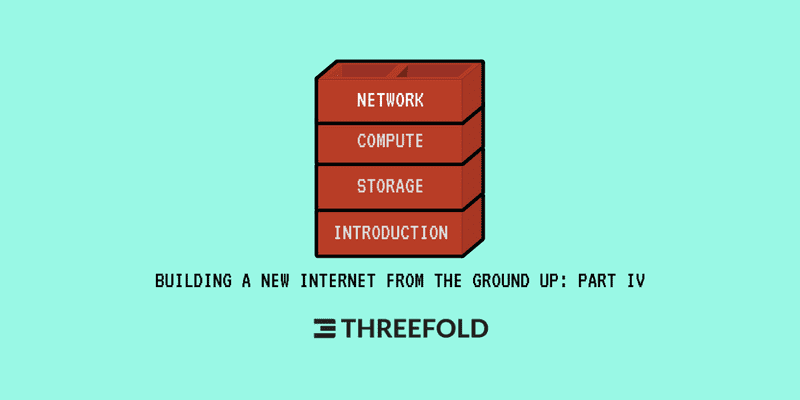 NETWORK
COMPUTE
STORAGE
INTRODUCTION
BUILDING A NEW INTERNET FROM THE GROUND UP: PART IV
THREEFOLD